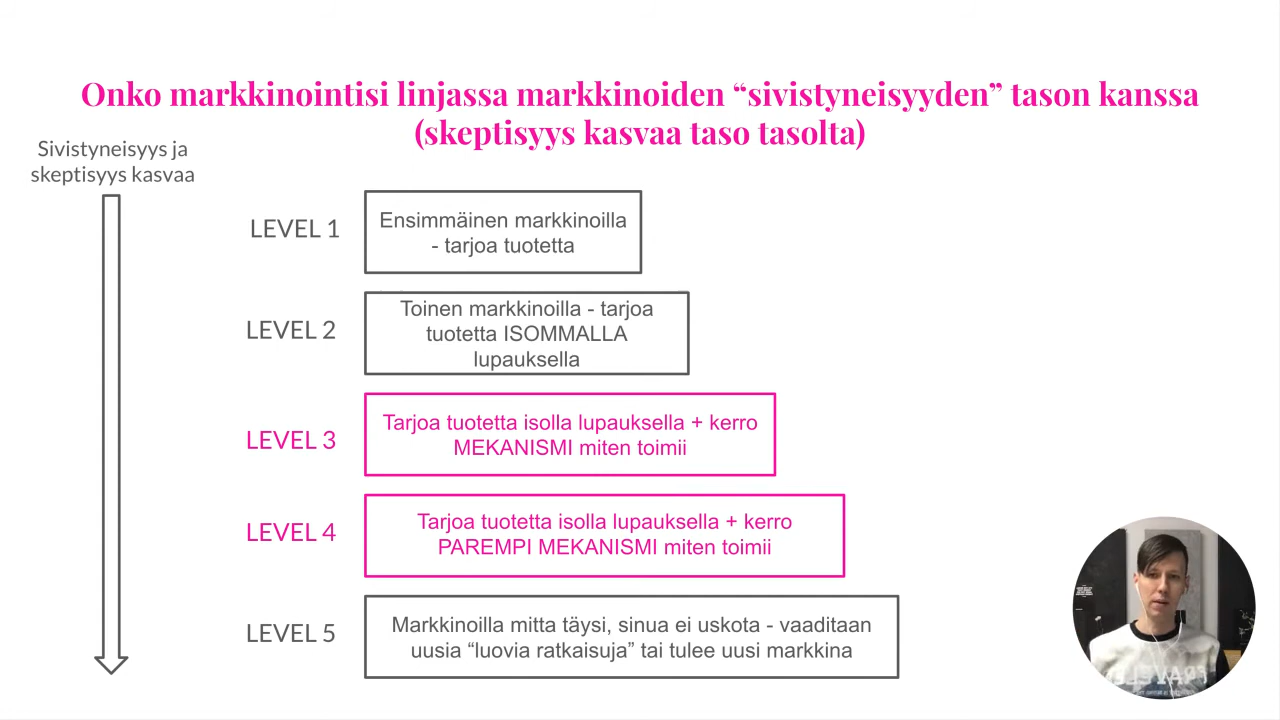 Onko markkinointisi linjassa markkinoiden “sivistyneisyyden” tason kanssa
(skeptisyys kasvaa taso tasolta)
Sivistyneisyys ja
skeptisyys kasvaa
LEVEL 1
Ensimmäinen markkinoilla
- tarjoa tuotetta
LEVEL 2
Toinen markkinoilla - tarjoa
tuotetta ISOMMALLA
lupauksella
LEVEL 3
Tarjoa tuotetta isolla lupauksella + kerro
MEKANISMI miten toimii
LEVEL 4
Tarjoa tuotetta isolla lupauksella + kerro
PAREMPI MEKANISMI miten toimii
LEVEL 5
Markkinoilla mitta täysi, sinua ei uskota - vaaditaan
uusia “luovia ratkaisuja” tai tulee uusi markkina